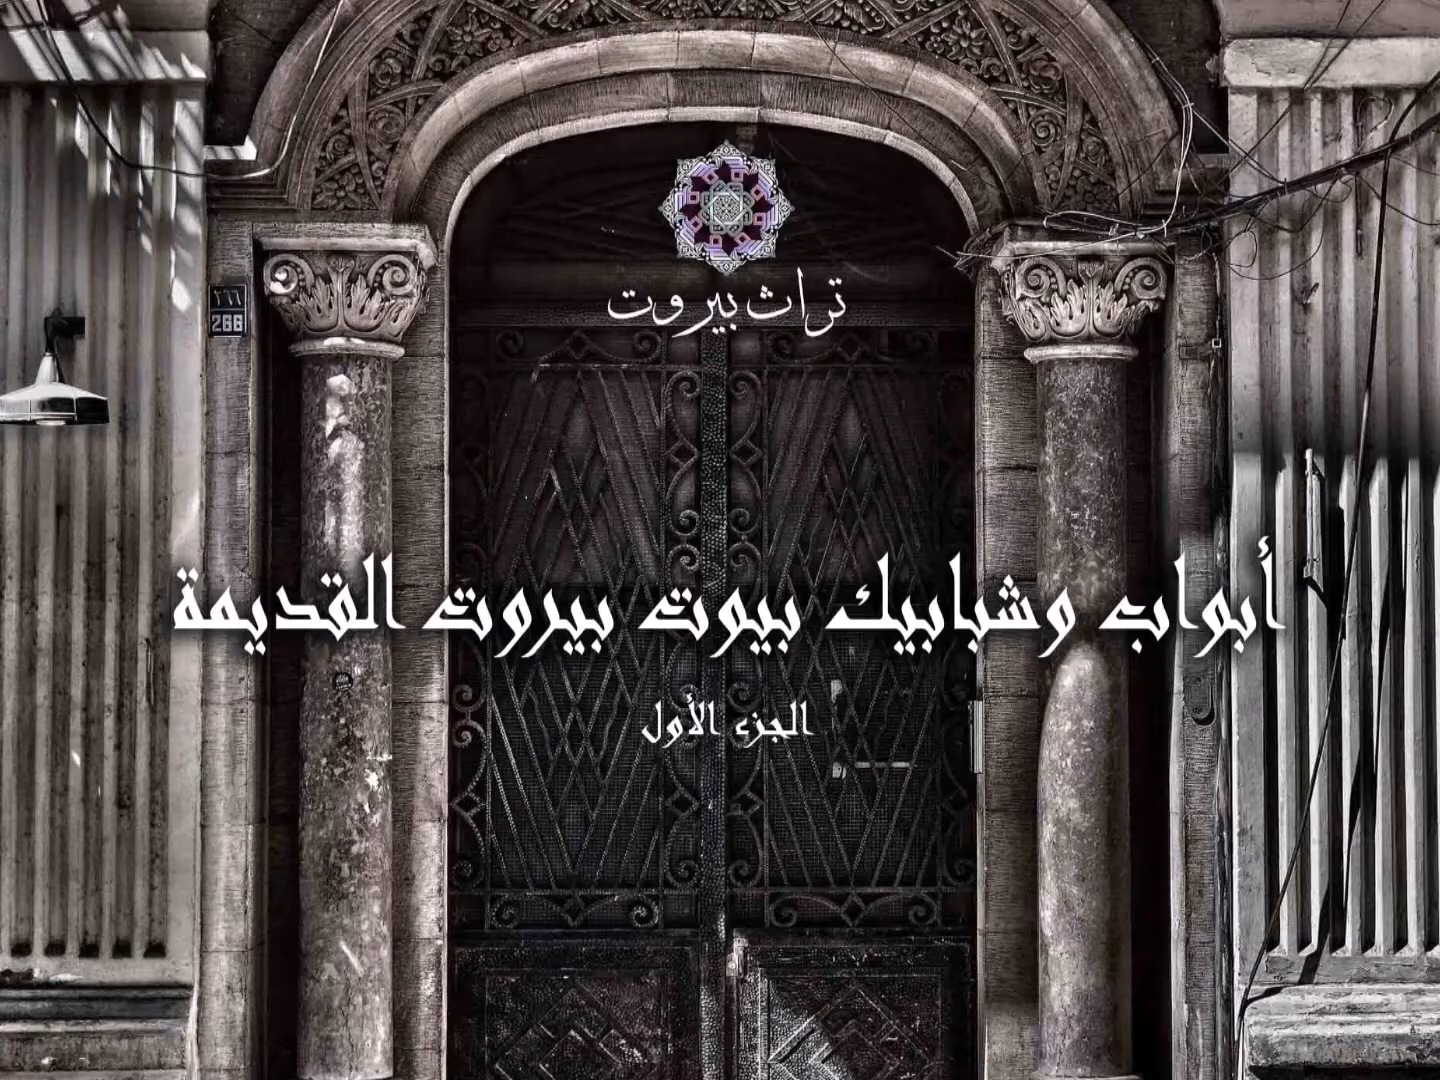 تراث بيروت
٢٦٦
266
أبواب وشبابيك بيوت بيروت القديمة
الجزء الأول